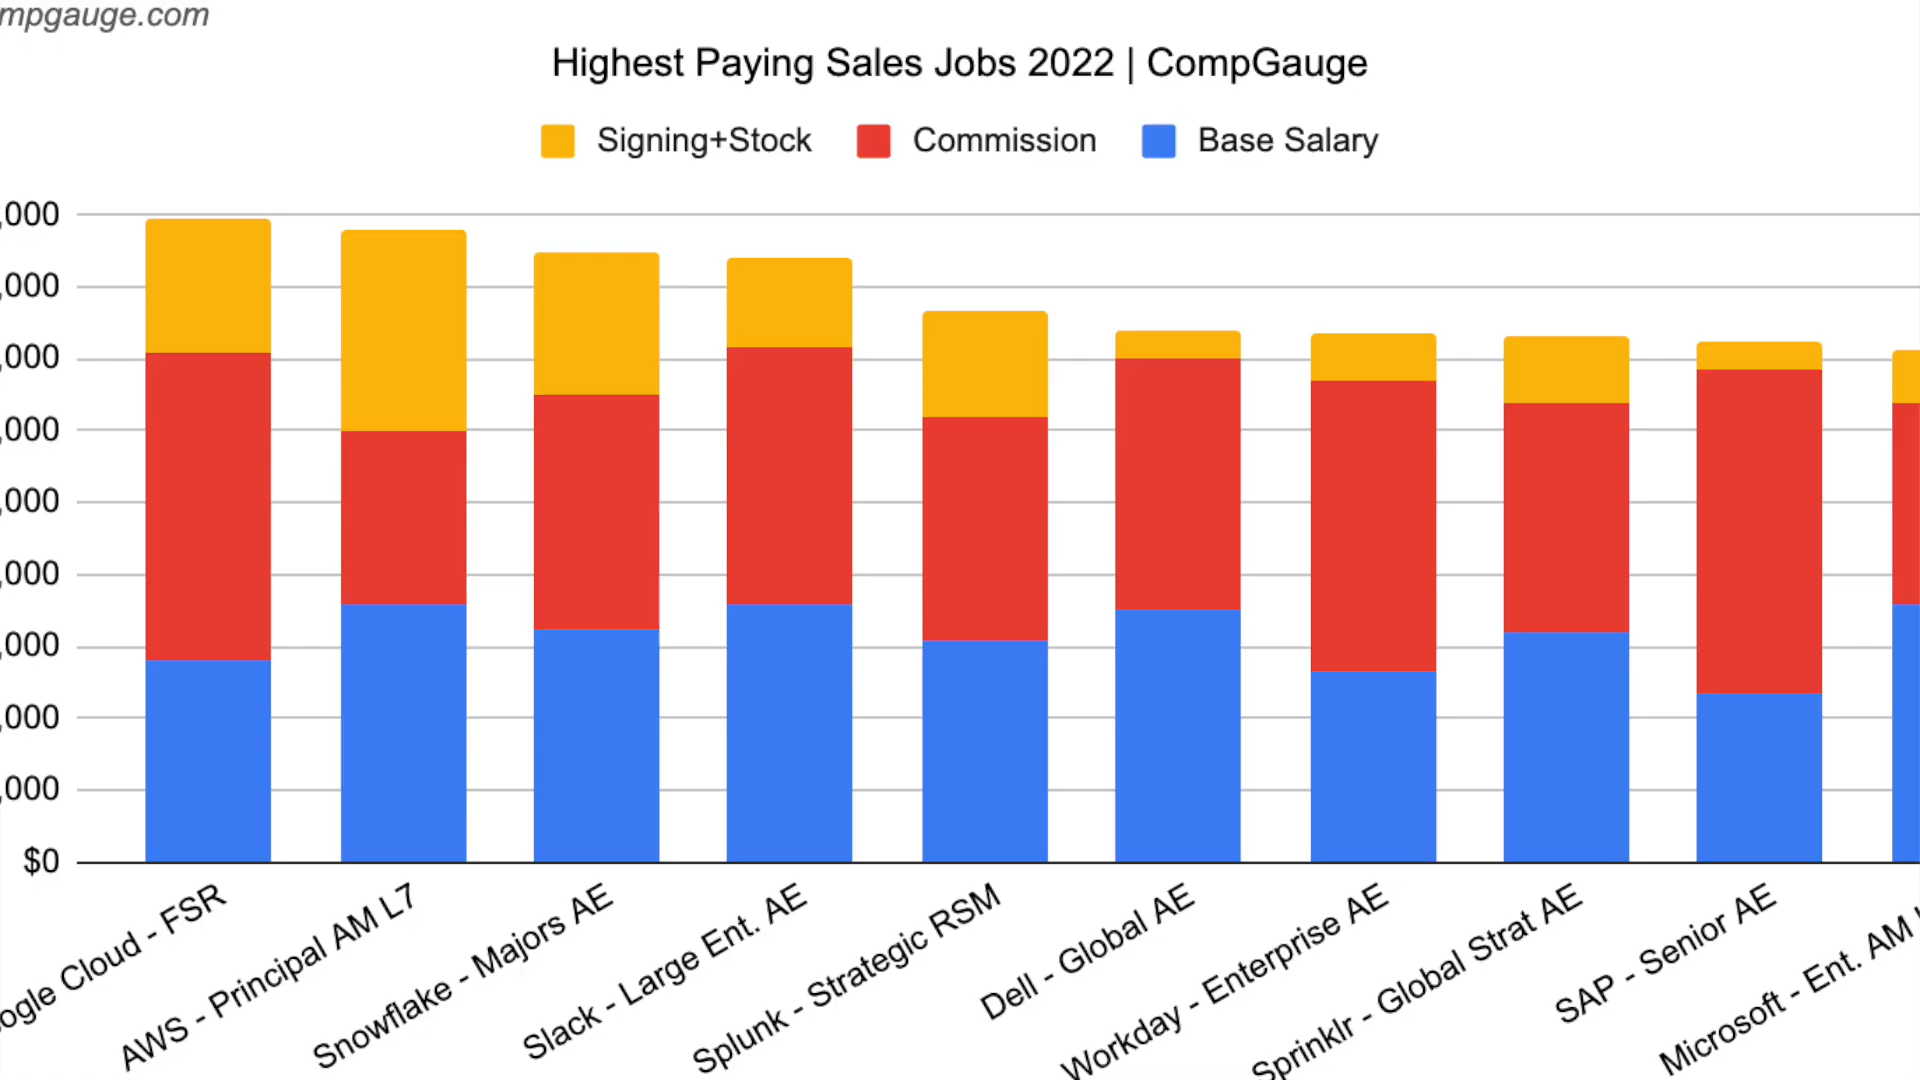 mpgauge.com
Highest Paying Sales Jobs 2022 | CompGauge
Signing+Stock Commission Base Salary
,000
,000
,000
,000
,000
,000
,000
,000
,000
$0
ogle Cloud - FSR
AWS - Principal AM L7
Snowflake - Majors AE
Slack - Large Ent. AE
Splunk - Strategic RSM
Dell - Global AE
Workday - Enterprise AE
Sprinklr - Global Strat AE
SAP - Senior AE
Microsoft - Ent. AM